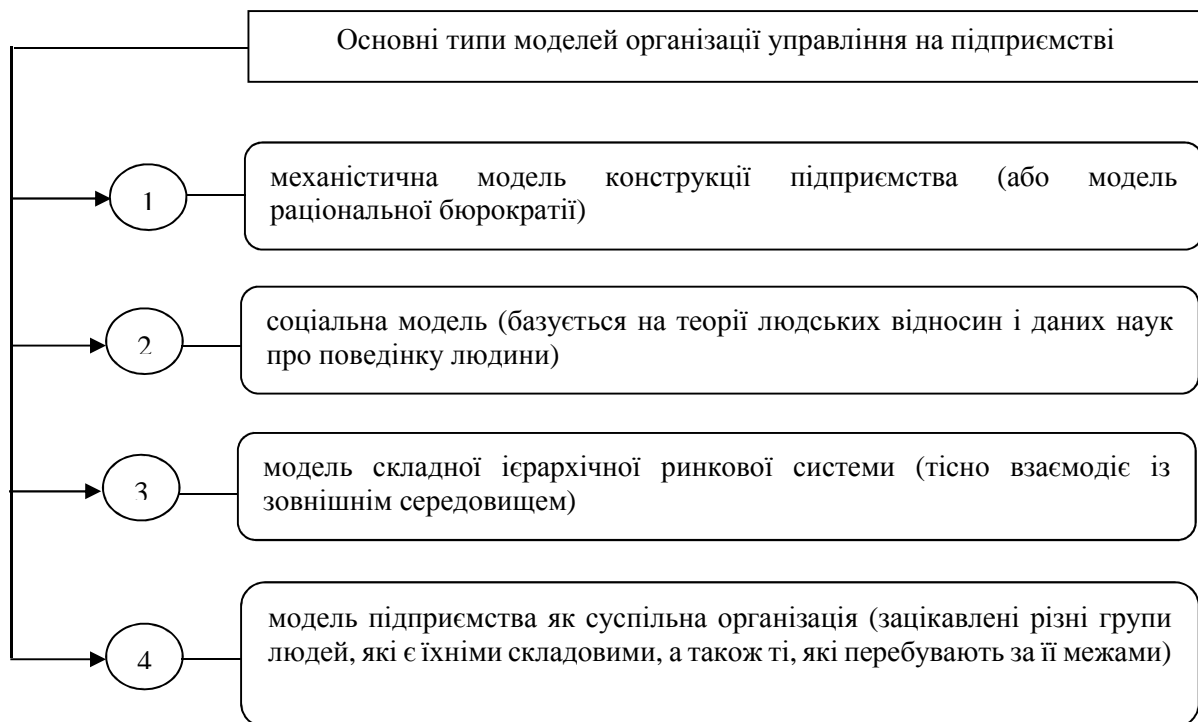 Основні типи моделей організації управління на підприємстві
1
механістична модель конструкції підприємства (або модель
раціональної бюрократії)
2
соціальна модель (базується на теорії людських відносин і даних наук
про поведінку людини)
3
модель складної ієрархічної ринкової системи (тісно взаємодіє із
зовнішнім середовищем)
4
модель підприємства як суспільна організація (зацікавлені різні групи
людей, які є їхніми складовими, а також ті, які перебувають за її межами)